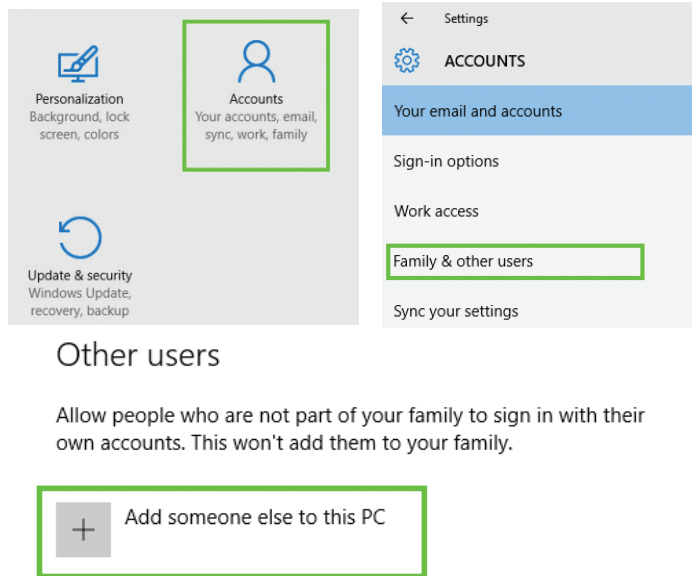 Personalization
Background, lock
screen, colors
Accounts
Your accounts, email,
sync, work, family
Update & security
Windows Update,
recovery, backup
Settings
ACCOUNTS
Your email and accounts
Sign-in options
Work access
Family & other users
Sync your settings
Other users
Allow people who are not part of your family to sign in with their
own accounts. This won't add them to your family.
Add someone else to this PC